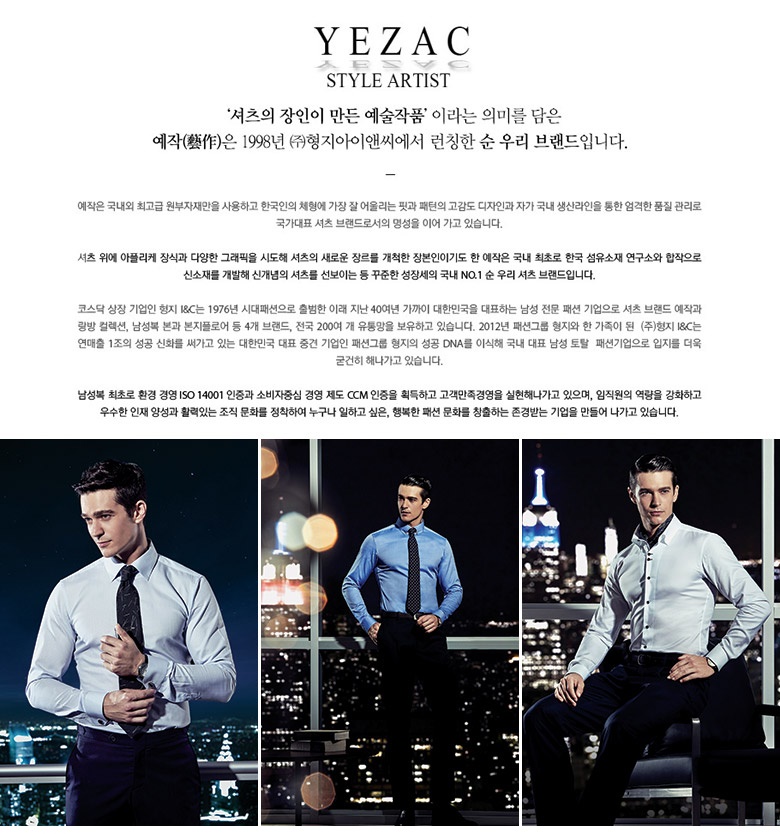 YEZAC
STYLE ARTIST
‘셔츠의 장인이 만든 예술작품’ 이라는 의미를 담은
예작(藝作)은 1998년 ㈜형지아이앤씨에서 런칭한 순 우리 브랜드입니다.
예작은 국내외 최고급 원부자재만을 사용하고 한국인의 체형에 가장 잘 어울리는 핏과 패턴의 고감도 디자인과 자가 국내 생산라인을 통한 엄격한 품질 관리로
국가대표 셔츠 브랜드로서의 명성을 이어 가고 있습니다.
셔츠 위에 아플리케 장식과 다양한 그래픽을 시도해 셔츠의 새로운 장르를 개척한 장본인이기도 한 예작은 국내 최초로 한국 섬유소재 연구소와 합작으로
신소재를 개발해 신개념의 셔츠를 선보이는 등 꾸준한 성장세의 국내 NO.1 순 우리 셔츠 브랜드입니다.
코스닥 상장 기업인 형지 I&C는 1976년 시대패션으로 출범한 이래 지난 40여년 가까이 대한민국을 대표하는 남성 전문 패션 기업으로 셔츠 브랜드 예작과
랑방 컬렉션, 남성복 본과 본지플로어 등 4개 브랜드, 전국 200여 개 유통망을 보유하고 있습니다. 2012년 패션그룹 형지와 한 가족이 된 (주)형지 I&C는
연매출 1조의 성공 신화를 써가고 있는 대한민국 대표 중견 기업인 패션그룹 형지의 성공 DNA를 이식해 국내 대표 남성 토탈 패션기업으로 입지를 더욱
굳건히 해나가고 있습니다.
남성복 최초로 환경 경영 ISO 14001 인증과 소비자중심 경영 제도 CCM 인증을 획득하고 고객만족경영을 실현해나가고 있으며, 임직원의 역량을 강화하고
우수한 인재 양성과 활력있는 조직 문화를 정착하여 누구나 일하고 싶은, 행복한 패션 문화를 창출하는 존경받는 기업을 만들어 나가고 있습니다.